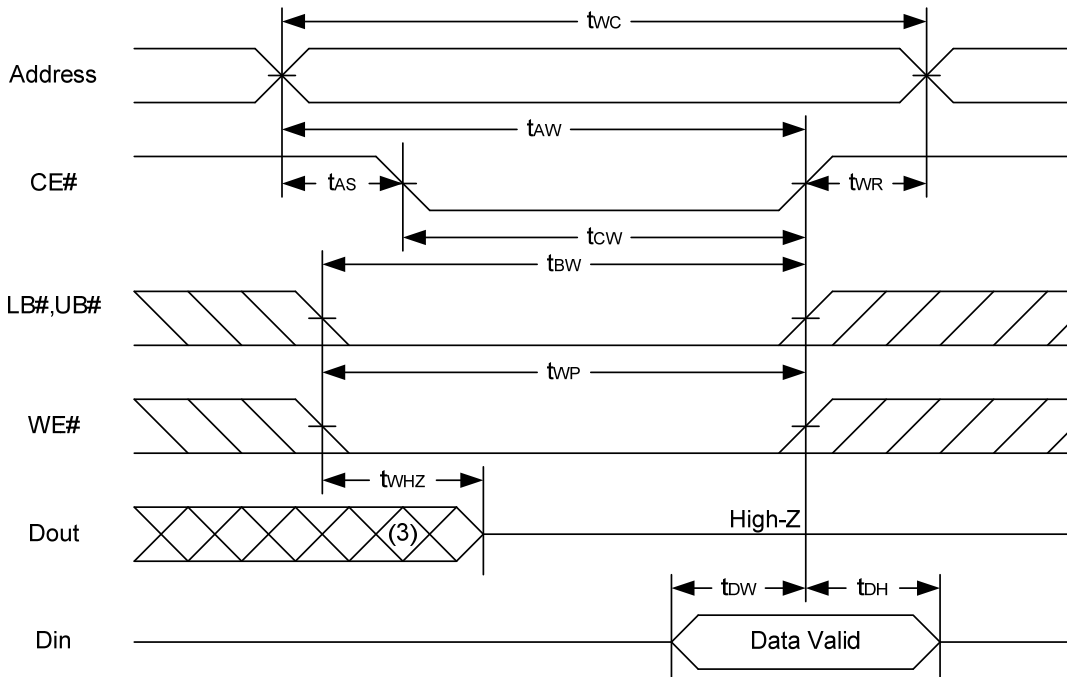 tWC
Address
tAW
CE#
tAS
tWR
tCW
tBW
LB#,UB#
tWP
WE#
tWHZ
Dout
(3)
High-Z
tDW
tDH
Din
Data Valid